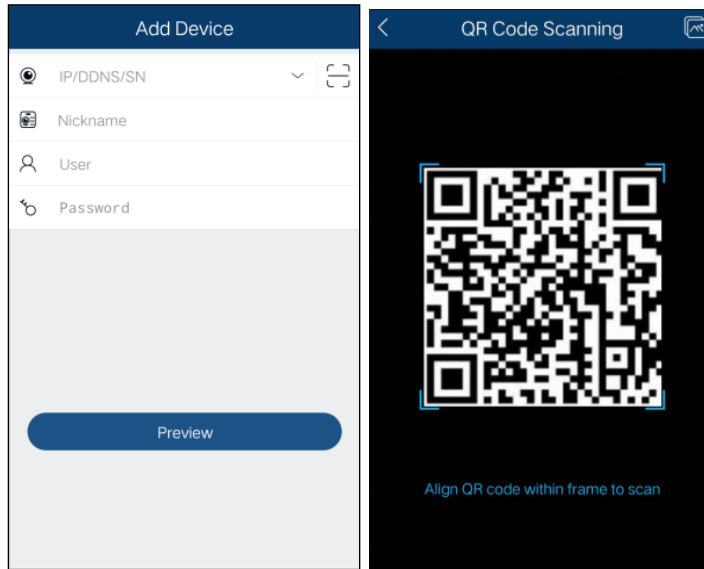 Add Device
IP/DDNS/SN
Nickname
User
Password
Preview
QR Code Scanning
Align QR code within frame to scan